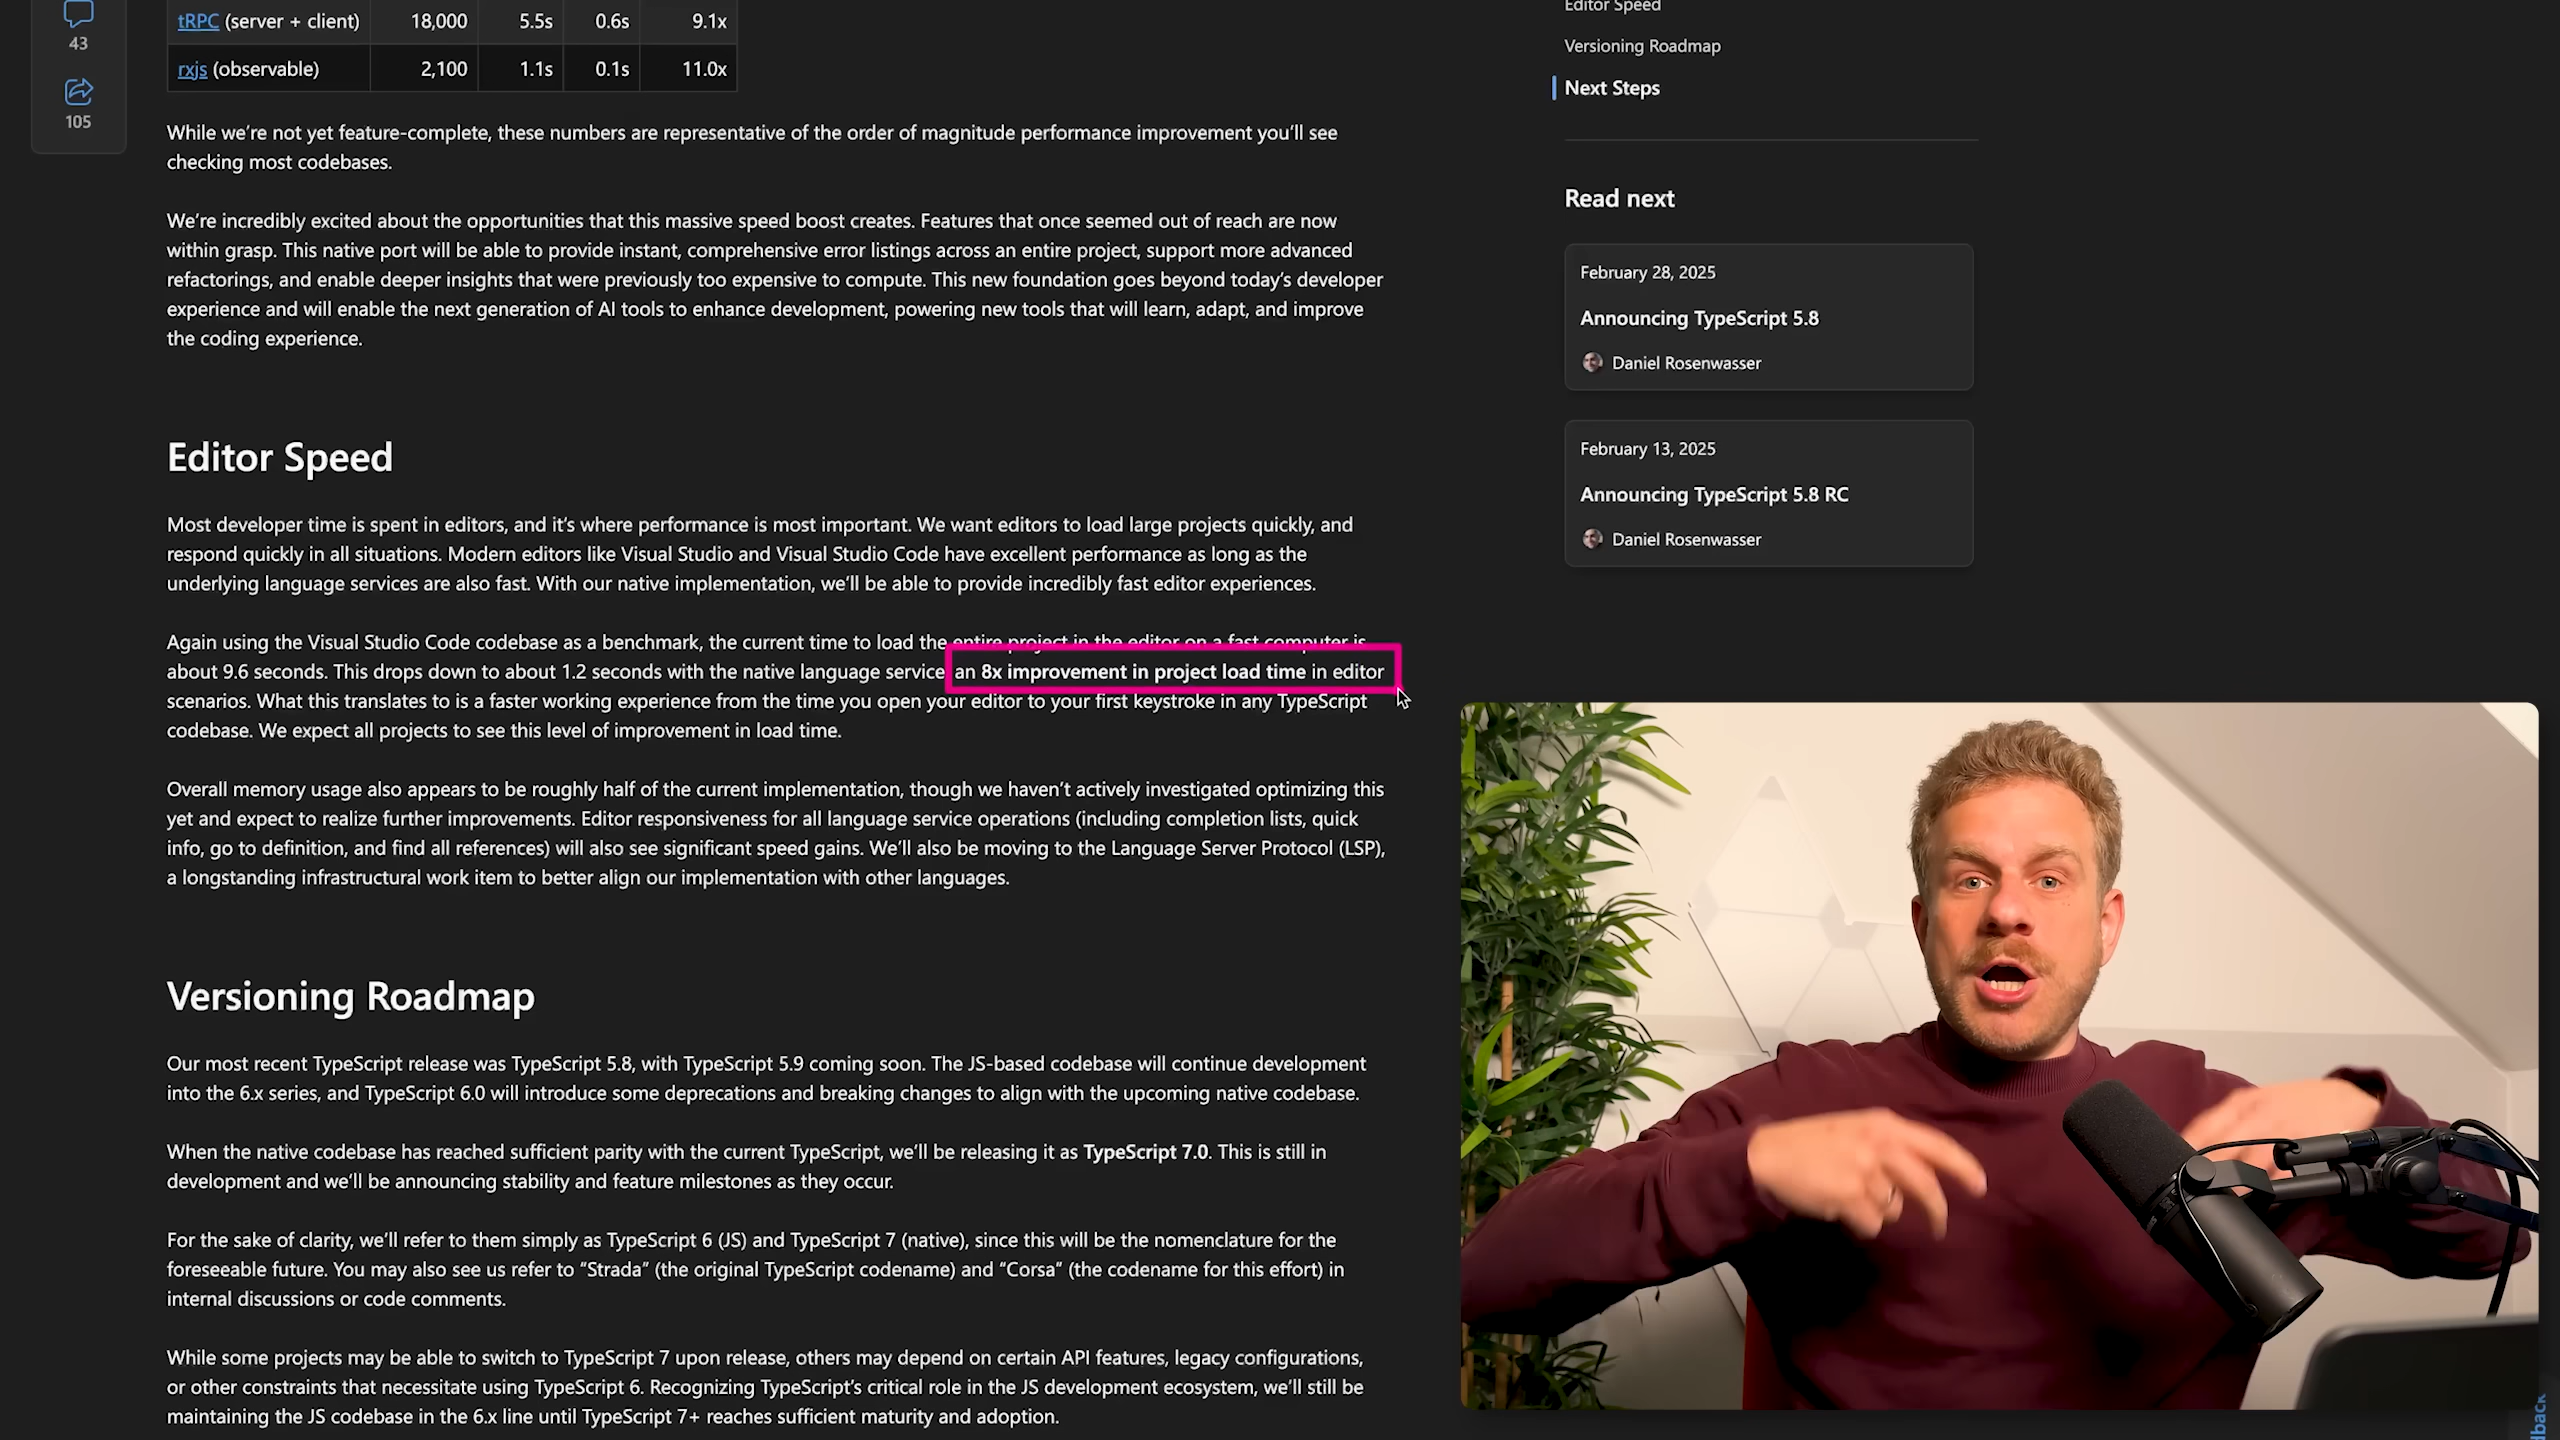 43
105
tRPC (server + client) 18,000 5.5s 0.6s 9.1x
rxjs (observable) 2,100 1.1s 0.1s 11.0x
While we're not yet feature-complete, these numbers are representative of the order of magnitude performance improvement you'll see
checking most codebases.
We're incredibly excited about the opportunities that this massive speed boost creates. Features that once seemed out of reach are now
within grasp. This native port will be able to provide instant, comprehensive error listings across an entire project, support more advanced
refactorings, and enable deeper insights that were previously too expensive to compute. This new foundation goes beyond today's developer
experience and will enable the next generation of AI tools to enhance development, powering new tools that will learn, adapt, and improve
the coding experience.
Editor Speed
Most developer time is spent in editors, and it's where performance is most important. We want editors to load large projects quickly, and
respond quickly in all situations. Modern editors like Visual Studio and Visual Studio Code have excellent performance as long as the
underlying language services are also fast. With our native implementation, we'll be able to provide incredibly fast editor experiences.
Again using the Visual Studio Code codebase as a benchmark, the current time to load the entire project in the editor on a fast computer is
about 9.6 seconds. This drops down to about 1.2 seconds with the native language service an 8x improvement in project load time in editor
scenarios. What this translates to is a faster working experience from the time you open your editor to your first keystroke in any TypeScript
codebase. We expect all projects to see this level of improvement in load time.
Overall memory usage also appears to be roughly half of the current implementation, though we haven't actively investigated optimizing this
yet and expect to realize further improvements. Editor responsiveness for all language service operations (including completion lists, quick
info, go to definition, and find all references) will also see significant speed gains. We'll also be moving to the Language Server Protocol (LSP),
a longstanding infrastructural work item to better align our implementation with other languages.
Versioning Roadmap
Our most recent TypeScript release was TypeScript 5.8, with TypeScript 5.9 coming soon. The JS-based codebase will continue development
into the 6.x series, and TypeScript 6.0 will introduce some deprecations and breaking changes to align with the upcoming native codebase.
When the native codebase has reached sufficient parity with the current TypeScript, we'll be releasing it as TypeScript 7.0. This is still in
development and we'll be announcing stability and feature milestones as they occur.
For the sake of clarity, we'll refer to them simply as TypeScript 6 (JS) and TypeScript 7 (native), since this will be the nomenclature for the
foreseeable future. You may also see us refer to “Strada” (the original TypeScript codename) and “Corsa” (the codename for this effort) in
internal discussions or code comments.
While some projects may be able to switch to TypeScript 7 upon release, others may depend on certain API features, legacy configurations,
or other constraints that necessitate using TypeScript 6. Recognizing TypeScript's critical role in the JS development ecosystem, we'll still be
maintaining the JS codebase in the 6.x line until TypeScript 7+ reaches sufficient maturity and adoption.
Editor Speed
Versioning Roadmap
Next Steps
Read next
February 28, 2025
Announcing TypeScript 5.8
Daniel Rosenwasser
February 13, 2025
Announcing TypeScript 5.8 RC
Daniel Rosenwasser